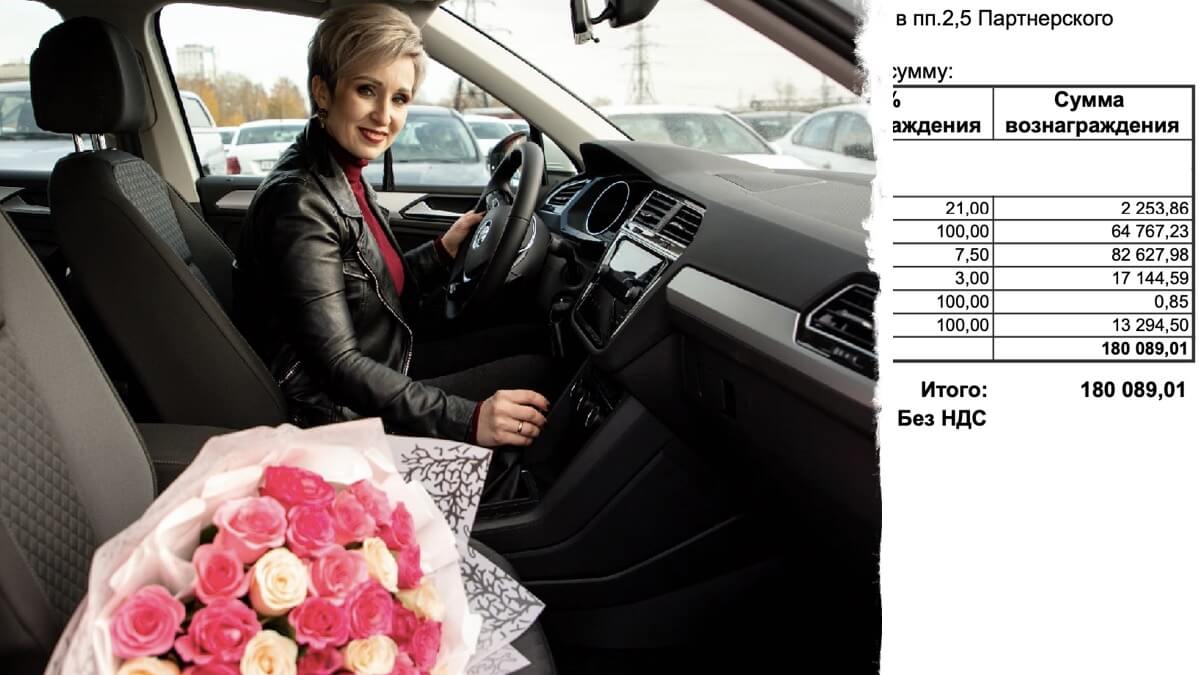 в пп.2,5 Партнерского
сумму:
% Сумма
аждения вознаграждения
21,00 2 253,86
100,00 64 767,23
7,50 82 627,98
3,00 17 144,59
100,00 0,85
100,00 13 294,50
180 089,01
Итого: 180 089,01
Без НДС